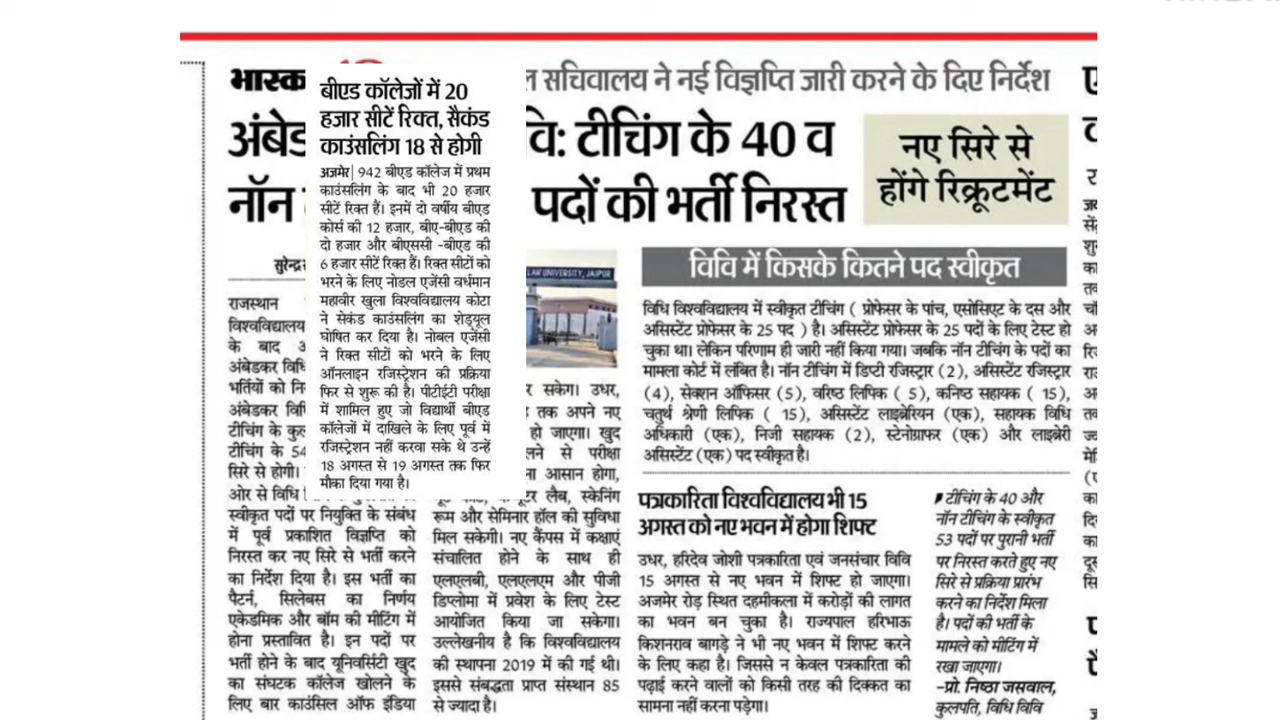 भास्क
ल सचिवालय ने नई विज्ञप्ति जारी करने के दिए निर्देश
अंबेड
वि: टीचिंग के 40 व
नॉन
पदों की भर्ती निरस्त
नए सिरे से
होंगे रिक्रूटमेंट
बीएड कॉलेजों में 20
हजार सीटें रिक्त, सैकंड
काउंसलिंग 18 से होगी
अजमेर| 942 बीएड कॉलेज में प्रथम
काउंसलिंग के बाद भी 20 हजार
सीटें रिक्त हैं। इनमें दो वर्षीय बीएड
कोर्स की 12 हजार, बीए-बीएड की
दो हजार और बीएससी -बीएड की
6 हजार सीटें रिक्त हैं। रिक्त सीटों को
भरने के लिए नोडल एजेंसी वर्धमान
महावीर खुला विश्वविद्यालय कोटा
ने सेकंड काउंसलिंग का शेड्यूल
घोषित कर दिया है। नोबल एजेंसी
ने रिक्त सीटों को भरने के लिए
ऑनलाइन रजिस्ट्रेशन की प्रक्रिया
फिर से शुरू की है। पीटीईटी परीक्षा
में शामिल हुए जो विद्यार्थी बीएड
कॉलेजों में दाखिले के लिए पूर्व में
रजिस्ट्रेशन नहीं करवा सके थे उन्हें
18 अगस्त से 19 अगस्त तक फिर
मौका दिया गया है।
सुरेन्द्र
राजस्थान
विश्वविद्यालय
के बाद
अंबेडकर विधि
भर्तियों को नि
अंबेडकर विधि
टीचिंग के कुल
टीचिंग के 54
सिरे से होगी।
ओर से विधि
स्वीकृत पदों पर नियुक्ति के संबंध
में पूर्व प्रकाशित विज्ञप्ति को
निरस्त कर नए सिरे से भर्ती करने
का निर्देश दिया है। इस भर्ती का
पैटर्न, सिलेबस का निर्णय
एकेडमिक और बॉम की मीटिंग में
होना प्रस्तावित है। इन पदों पर
भर्ती होने के बाद यूनिवर्सिटी खुद
का संघटक कॉलेज खोलने के
लिए बार काउंसिल ऑफ इंडिया
LAW UNIVERSITY, JAIPUR
र सकेगा। उधर,
तक अपने नए
हो जाएगा। खुद
लने से परीक्षा
ना आसान होगा,
लैब, स्केनिंग
रूम और सेमिनार हॉल की सुविधा
मिल सकेगी। नए कैंपस में कक्षाएं
संचालित होने के साथ ही
एलएलबी, एलएलएम और पीजी
डिप्लोमा में प्रवेश के लिए टेस्ट
आयोजित किया जा सकेगा।
उल्लेखनीय है कि विश्वविद्यालय
की स्थापना 2019 में की गई थी।
इससे संबद्धता प्राप्त संस्थान 85
से ज्यादा है।
विवि में किसके कितने पद स्वीकृत
विधि विश्वविद्यालय में स्वीकृत टीचिंग ( प्रोफेसर के पांच, एसोसिएट के दस और
असिस्टेंट प्रोफेसर के 25 पद ) है। असिस्टेंट प्रोफेसर के 25 पदों के लिए टेस्ट हो
चुका था। लेकिन परिणाम ही जारी नहीं किया गया। जबकि नॉन टीचिंग के पदों का
मामला कोर्ट में लंबित है। नॉन टीचिंग में डिप्टी रजिस्ट्रार (2), असिस्टेंट रजिस्ट्रार
(4), सेक्शन ऑफिसर (5), वरिष्ठ लिपिक ( 5), कनिष्ठ सहायक ( 15),
चतुर्थ श्रेणी लिपिक ( 15), असिस्टेंट लाइब्रेरियन (एक), सहायक विधि
अधिकारी (एक), निजी सहायक (2), स्टेनोग्राफर (एक) और लाइब्रेरी
असिस्टेंट (एक) पद स्वीकृत है।
पत्रकारिता विश्वविद्यालय भी 15
अगस्त को नए भवन में होगा शिफ्ट
उधर, हरिदेव जोशी पत्रकारिता एवं जनसंचार विवि
15 अगस्त से नए भवन में शिफ्ट हो जाएगा।
अजमेर रोड़ स्थित दहमीकला में करोड़ों की लागत
का भवन बन चुका है। राज्यपाल हरिभाऊ
किशनराव बागड़े ने भी नए भवन में शिफ्ट करने
के लिए कहा है। जिससे न केवल पत्रकारिता की
पढ़ाई करने वालों को किसी तरह की दिक्कत का
सामना नहीं करना पड़ेगा।
टीचिंग के 40 और
नॉन टीचिंग के स्वीकृत
53 पदों पर पुरानी भर्ती
पर निरस्त करते हुए नए
सिरे से प्रक्रिया प्रारंभ
करने का निर्देश मिला
है। पदों की भर्ती के
मामले को मीटिंग में
रखा जाएगा।
-प्रो. निष्ठा जसवाल,
कुलपति, विधि विवि